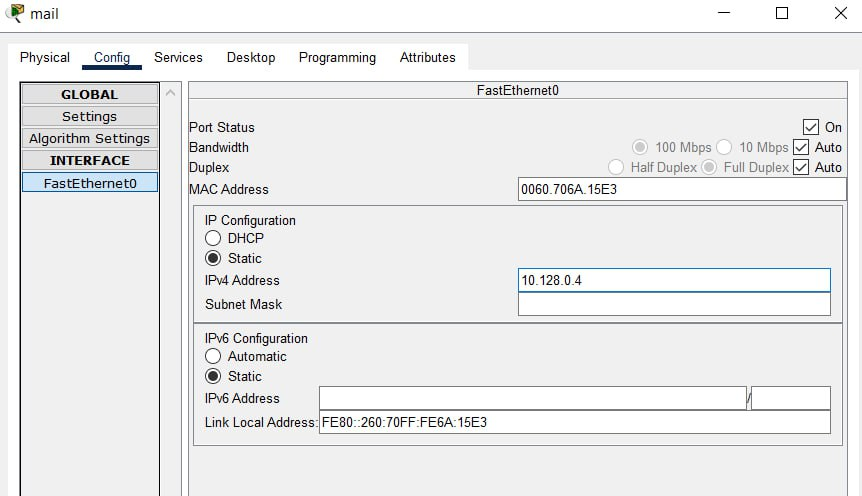 mail
Physical Config Services Desktop Programming Attributes
GLOBAL
Settings
Algorithm Settings
INTERFACE
FastEthernet0
FastEthernet0
Port Status On
Bandwidth 100 Mbps 10 Mbps Auto
Duplex Half Duplex Full Duplex Auto
MAC Address 0060.706A.15E3
IP Configuration
DHCP
Static
IPv4 Address 10.128.0.4
Subnet Mask
IPv6 Configuration
Automatic
Static
IPv6 Address /
Link Local Address: FE80::260:70FF:FE6A:15E3